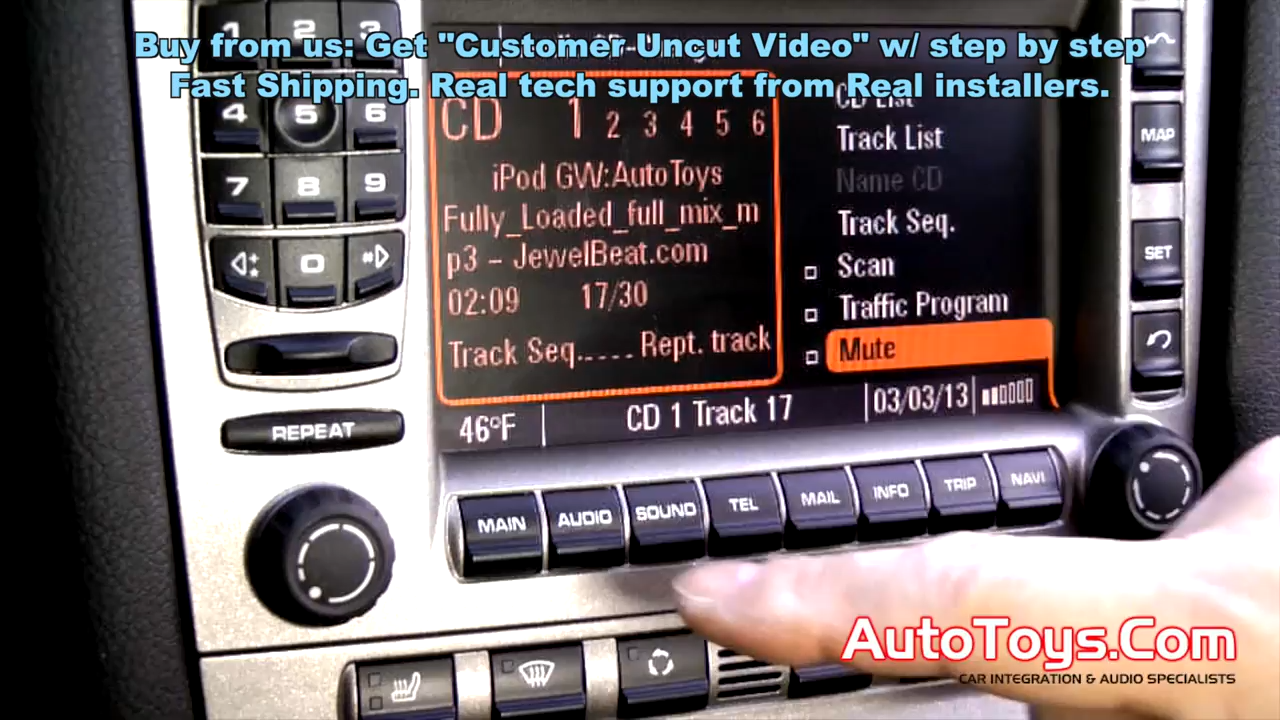 Buy from us: Get "Customer Uncut Video" w/ step by step
Fast Shipping. Real tech support from Real installers.
1 2 3
4 5 6
7 8 9
0
REPEAT
CD 1 2 3 4 5 6
iPod GW:AutoToys
Fully_Loaded_full_mix_m
p3 - JewelBeat.com
02:09 17/30
Track Seq..... Rept. track
CD List
Track List
Name CD
Track Seq.
Scan
Traffic Program
Mute
46°F
CD 1 Track 17
03/03/13
MAP
SET
MAIN AUDIO SOUND TEL MAIL INFO TRIP NAVI
AutoToys.Com
CAR INTEGRATION & AUDIO SPECIALISTS